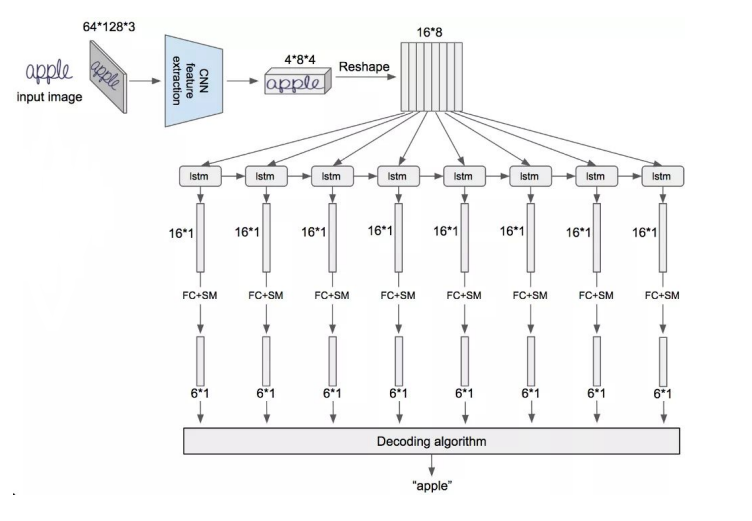 64*128*3
apple
apple
input image
CNN
feature
extraction
4*8*4
apple
Reshape
16*8
lstm lstm lstm lstm lstm lstm lstm lstm
16*1 16*1 16*1 16*1 16*1 16*1 16*1 16*1
FC+SM FC+SM FC+SM FC+SM FC+SM FC+SM FC+SM FC+SM
6*1 6*1 6*1 6*1 6*1 6*1 6*1 6*1
Decoding algorithm
“apple”